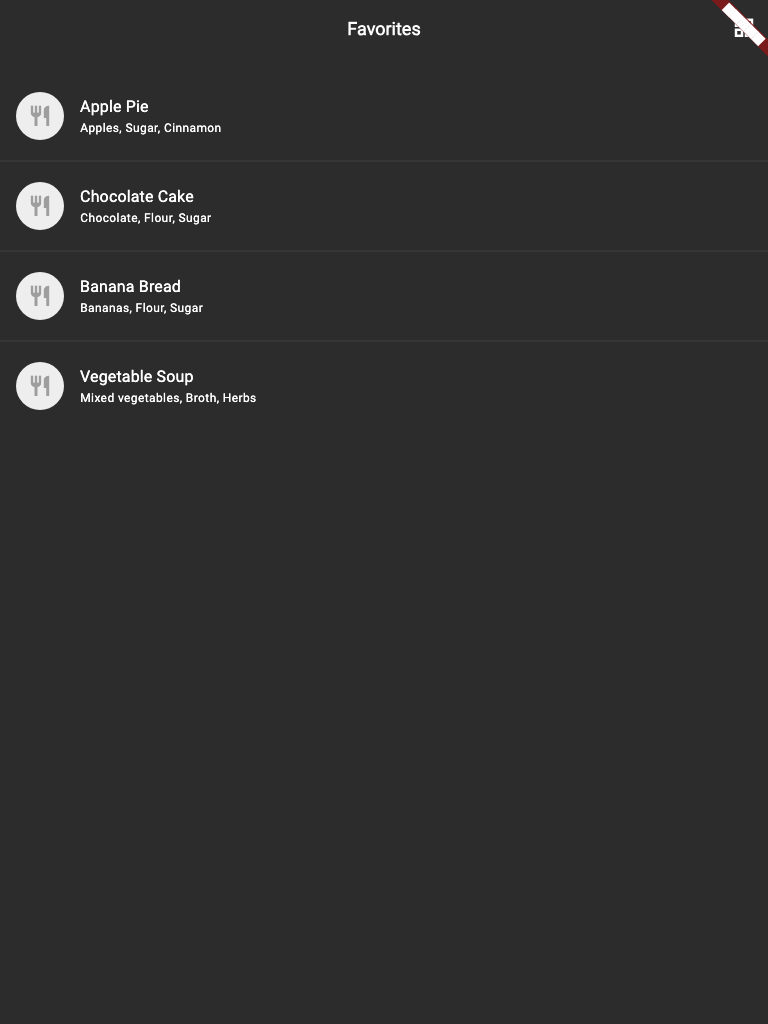 Favorites
Apple Pie
Apples, Sugar, Cinnamon
Chocolate Cake
Chocolate, Flour, Sugar
Banana Bread
Bananas, Flour, Sugar
Vegetable Soup
Mixed vegetables, Broth, Herbs